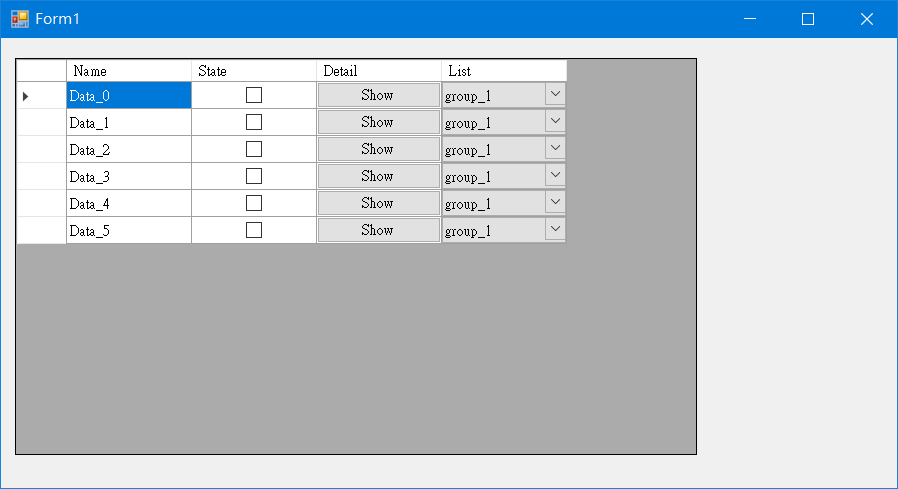 Form1
Name State Detail List
Data_0 Show group_1
Data_1 Show group_1
Data_2 Show group_1
Data_3 Show group_1
Data_4 Show group_1
Data_5 Show group_1